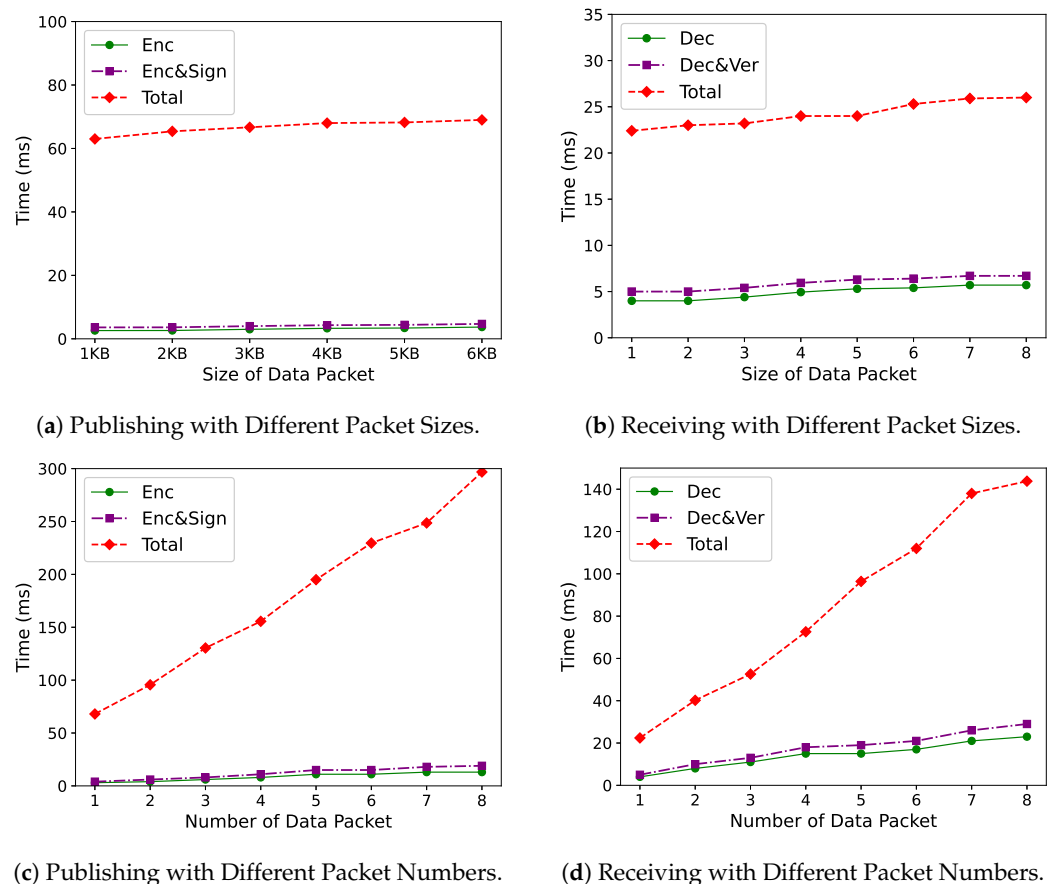 100
80
60
40
20
0
Time (ms)
Enc
Enc&Sign
Total
1KB 2KB 3KB 4KB 5KB 6KB
Size of Data Packet
(a) Publishing with Different Packet Sizes.
35
30
25
20
15
10
5
0
Time (ms)
Dec
Dec&Ver
Total
1 2 3 4 5 6 7 8
Size of Data Packet
(b) Receiving with Different Packet Sizes.
300
250
200
150
100
50
0
Time (ms)
Enc
Enc&Sign
Total
1 2 3 4 5 6 7 8
Number of Data Packet
(c) Publishing with Different Packet Numbers.
140
120
100
80
60
40
20
0
Time (ms)
Dec
Dec&Ver
Total
1 2 3 4 5 6 7 8
Number of Data Packet
(d) Receiving with Different Packet Numbers.